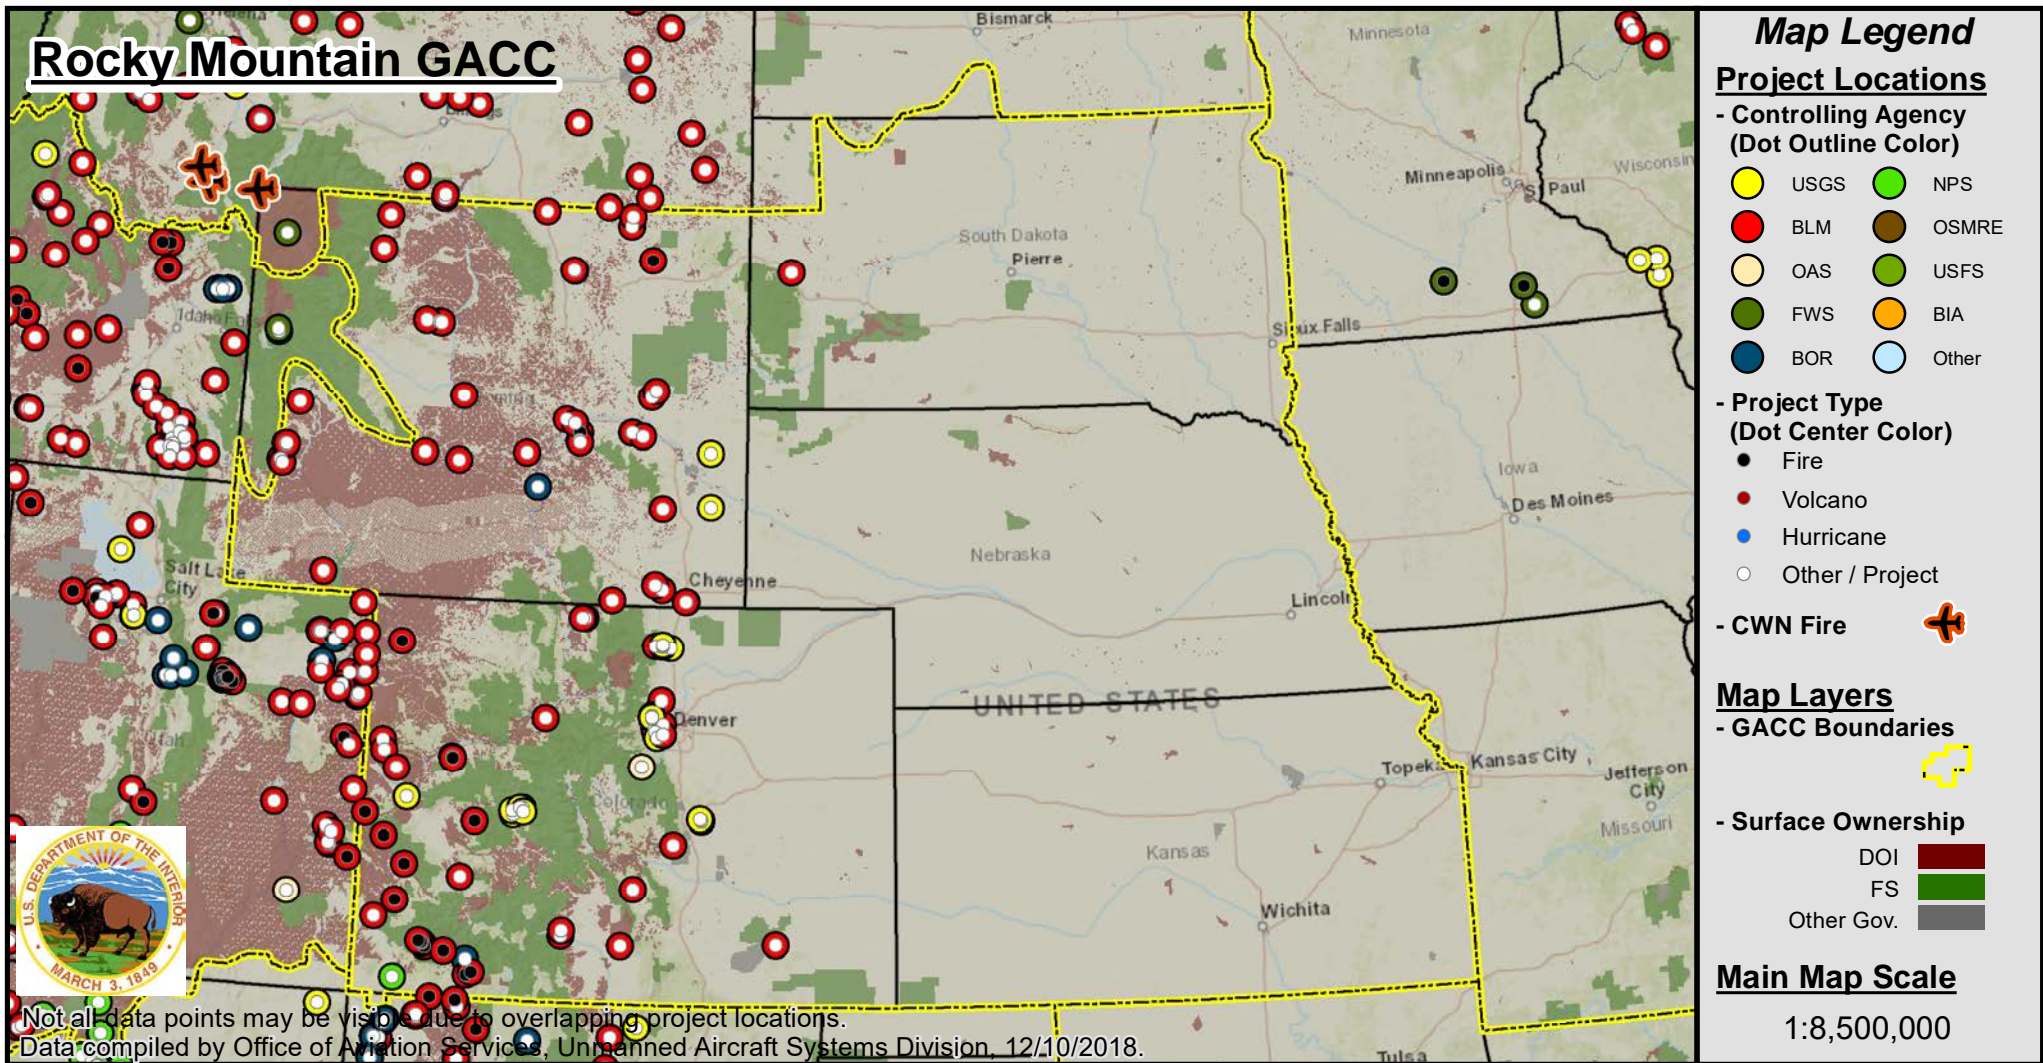 Rocky Mountain GACC
Helena
Bismarck
Minnesota
Minneapolis
St Paul
Wisconsin
South Dakota
Pierre
Idaho Falls
Sioux Falls
Iowa
Des Moines
Nebraska
Salt Lake
City
Cheyenne
Lincoln
UNITED STATES
Denver
Utah
Topeka
Kansas City
Jefferson
City
Colorado
Missouri
Kansas
Wichita
Tulsa
U.S. DEPARTMENT OF THE INTERIOR
MARCH 3, 1849
Not all data points may be visible due to overlapping project locations.
Data compiled by Office of Aviation Services, Unmanned Aircraft Systems Division, 12/10/2018.
Map Legend
Project Locations
- Controlling Agency
(Dot Outline Color)
USGS NPS
BLM OSMRE
OAS USFS
FWS BIA
BOR Other
- Project Type
(Dot Center Color)
Fire
Volcano
Hurricane
Other / Project
- CWN Fire
Map Layers
- GACC Boundaries
- Surface Ownership
DOI
FS
Other Gov.
Main Map Scale
1:8,500,000